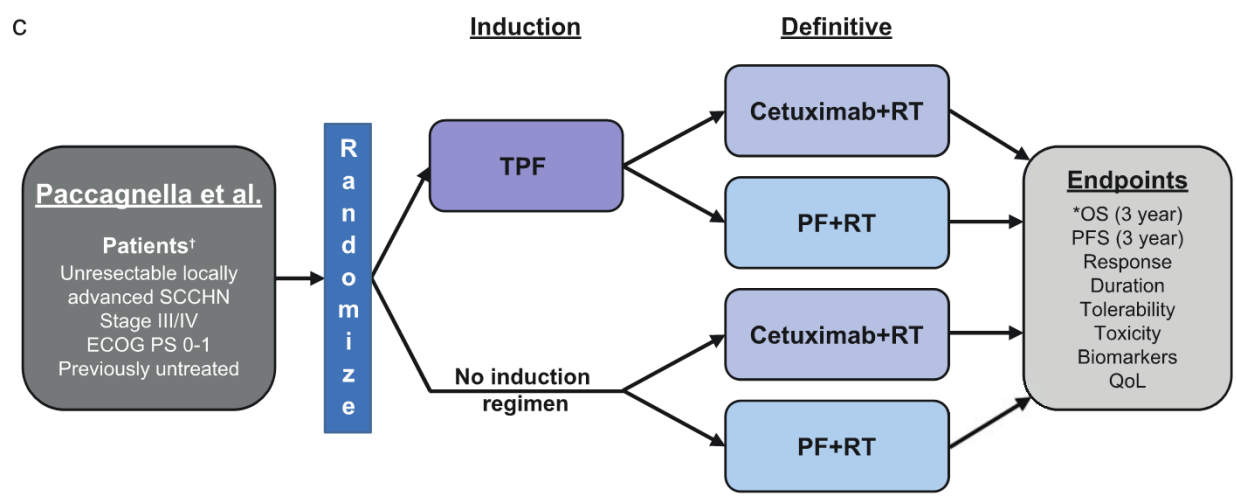 c
Induction
Definitive
Paccagnella et al.
Patients†
Unresectable locally
advanced SCCHN
Stage III/IV
ECOG PS 0-1
Previously untreated
Randomize
TPF
No induction
regimen
Cetuximab+RT
PF+RT
Cetuximab+RT
PF+RT
Endpoints
*OS (3 year)
PFS (3 year)
Response
Duration
Tolerability
Toxicity
Biomarkers
QoL